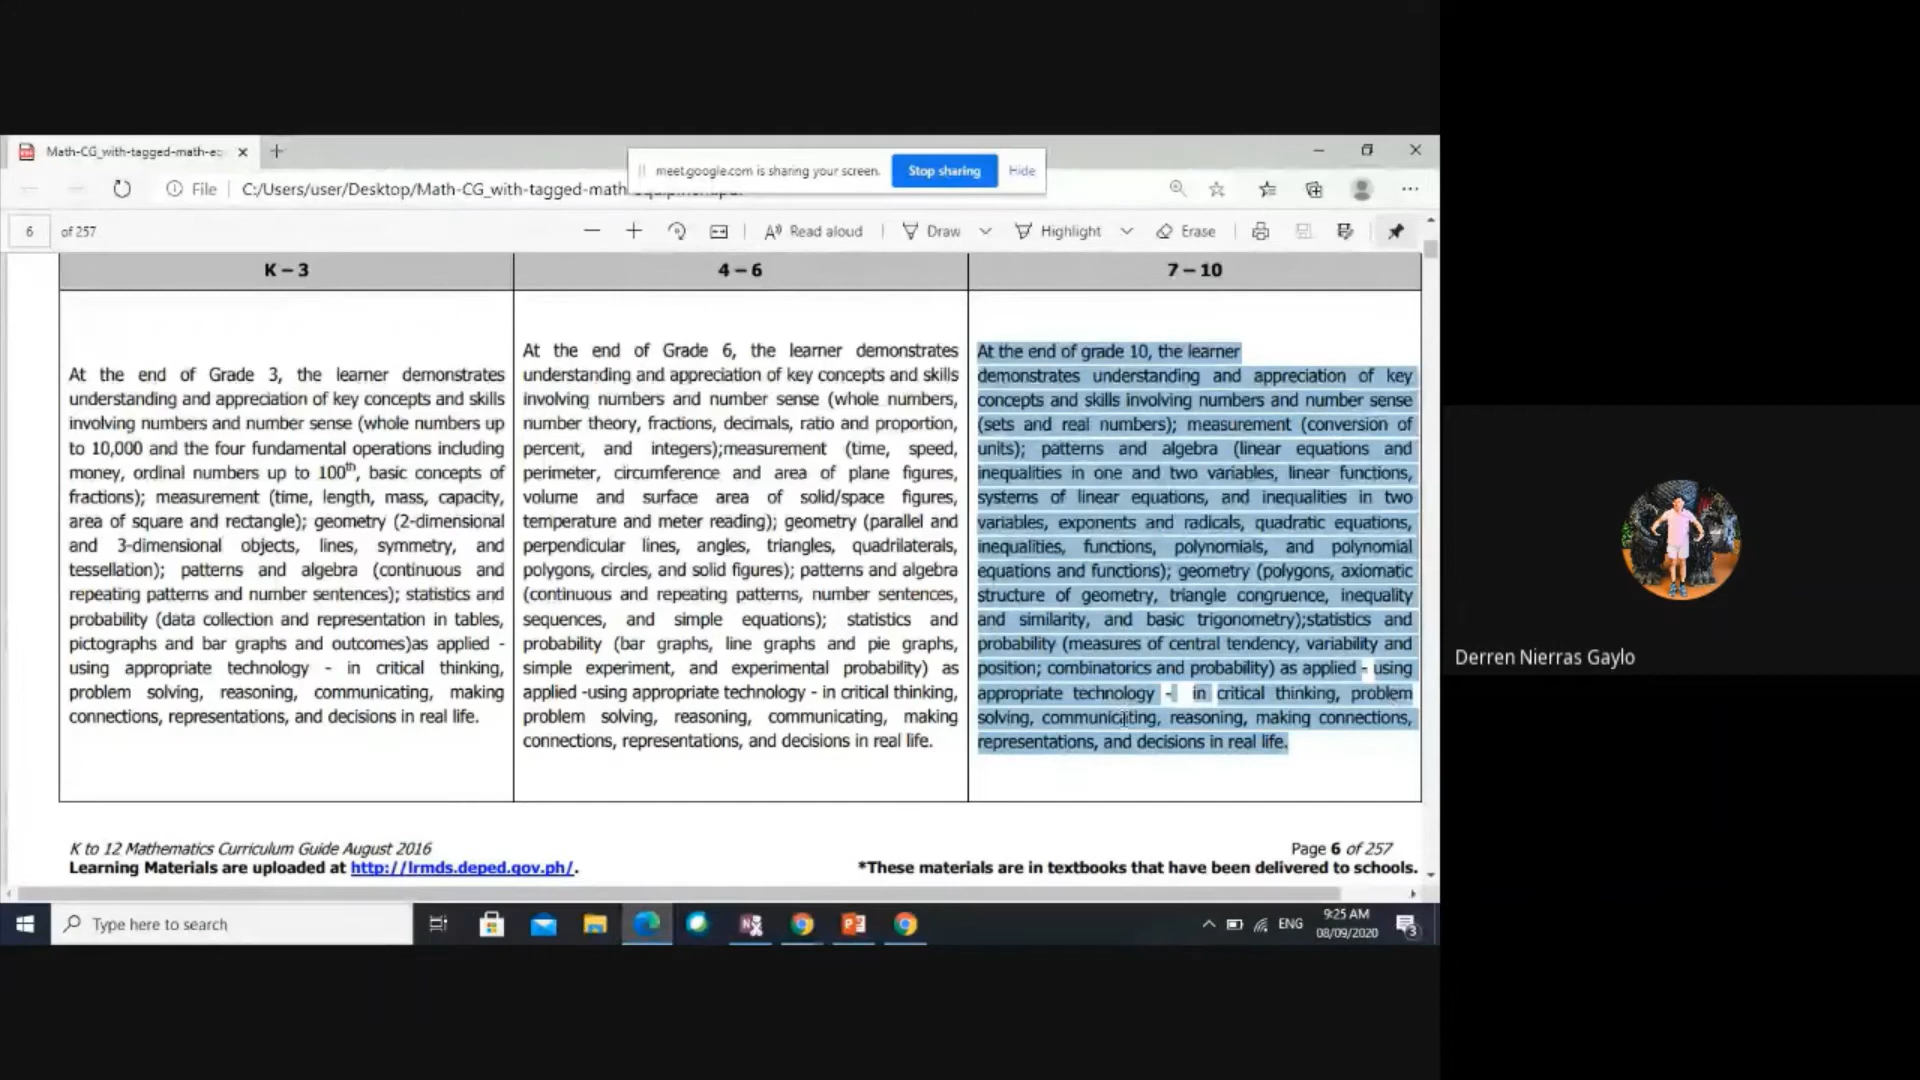 Math-CG_with-tagged-math-eq
meet.google.com is sharing your screen.
Stop sharing
Hide
File
C:/Users/user/Desktop/Math-CG_with-tagged-math
6
of 257
Read aloud
Draw
Highlight
Erase
K – 3
At the end of Grade 3, the learner demonstrates
understanding and appreciation of key concepts and skills
involving numbers and number sense (whole numbers up
to 10,000 and the four fundamental operations including
money, ordinal numbers up to 100th, basic concepts of
fractions); measurement (time, length, mass, capacity,
area of square and rectangle); geometry (2-dimensional
and 3-dimensional objects, lines, symmetry, and
tessellation); patterns and algebra (continuous and
repeating patterns and number sentences); statistics and
probability (data collection and representation in tables,
pictographs and bar graphs and outcomes)as applied -
using appropriate technology - in critical thinking,
problem solving, reasoning, communicating, making
connections, representations, and decisions in real life.
4 – 6
At the end of Grade 6, the learner demonstrates
understanding and appreciation of key concepts and skills
involving numbers and number sense (whole numbers,
number theory, fractions, decimals, ratio and proportion,
percent, and integers);measurement (time, speed,
perimeter, circumference and area of plane figures,
volume and surface area of solid/space figures,
temperature and meter reading); geometry (parallel and
perpendicular lines, angles, triangles, quadrilaterals,
polygons, circles, and solid figures); patterns and algebra
(continuous and repeating patterns, number sentences,
sequences, and simple equations); statistics and
probability (bar graphs, line graphs and pie graphs,
simple experiment, and experimental probability) as
applied -using appropriate technology - in critical thinking,
problem solving, reasoning, communicating, making
connections, representations, and decisions in real life.
7 – 10
At the end of grade 10, the learner
demonstrates understanding and appreciation of key
concepts and skills involving numbers and number sense
(sets and real numbers); measurement (conversion of
units); patterns and algebra (linear equations and
inequalities in one and two variables, linear functions,
systems of linear equations, and inequalities in two
variables, exponents and radicals, quadratic equations,
inequalities, functions, polynomials, and polynomial
equations and functions); geometry (polygons, axiomatic
structure of geometry, triangle congruence, inequality
and similarity, and basic trigonometry);statistics and
probability (measures of central tendency, variability and
position; combinatorics and probability) as applied - using
appropriate technology - in critical thinking, problem
solving, communicating, reasoning, making connections,
representations, and decisions in real life.
K to 12 Mathematics Curriculum Guide August 2016
Page 6 of 257
Learning Materials are uploaded at http://lrmds.deped.gov.ph/.
*These materials are in textbooks that have been delivered to schools.
Type here to search
ENG
9:25 AM
08/09/2020
3
Derren Nierras Gaylo